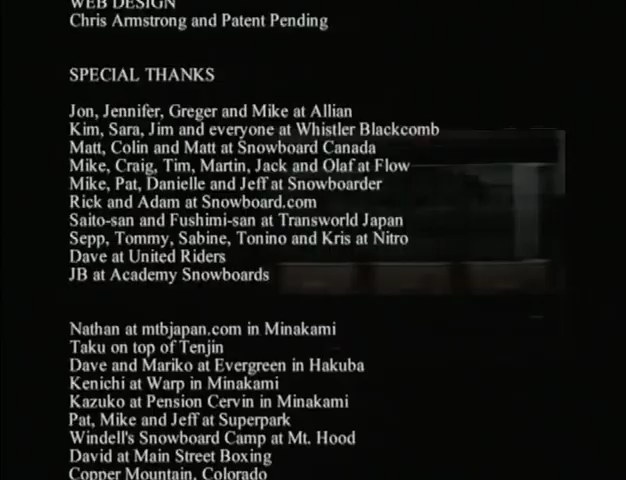 WEB DESIGN
Chris Armstrong and Patent Pending
SPECIAL THANKS
Jon, Jennifer, Greger and Mike at Allian
Kim, Sara, Jim and everyone at Whistler Blackcomb
Matt, Colin and Matt at Snowboard Canada
Mike, Craig, Tim, Martin, Jack and Olaf at Flow
Mike, Pat, Danielle and Jeff at Snowboarder
Rick and Adam at Snowboard.com
Saito-san and Fushimi-san at Transworld Japan
Sepp, Tommy, Sabine, Tonino and Kris at Nitro
Dave at United Riders
JB at Academy Snowboards
Nathan at mtbjapan.com in Minakami
Taku on top of Tenjin
Dave and Mariko at Evergreen in Hakuba
Kenichi at Warp in Minakami
Kazuko at Pension Cervin in Minakami
Pat, Mike and Jeff at Superpark
Windell's Snowboard Camp at Mt. Hood
David at Main Street Boxing
Copper Mountain, Colorado